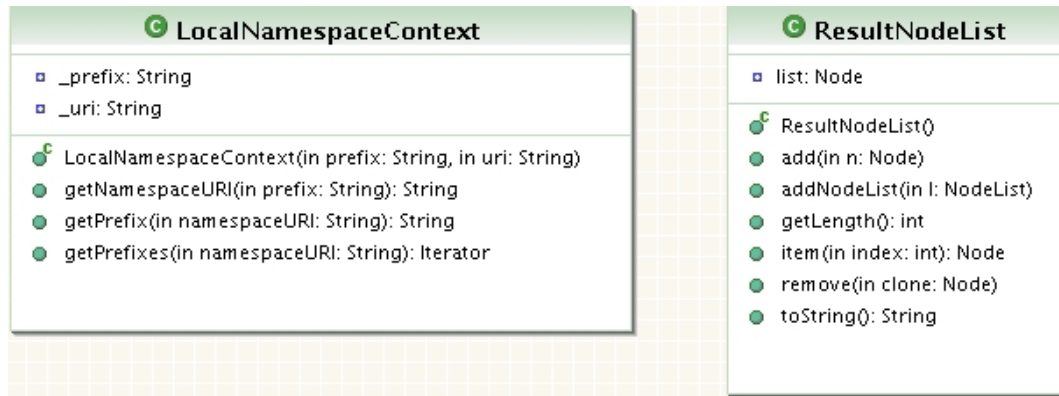 LocalNamespaceContext
_prefix: String
_uri: String
LocalNamespaceContext(in prefix: String, in uri: String)
getNamespaceURI(in prefix: String): String
getPrefix(in namespaceURI: String): String
getPrefixes(in namespaceURI: String): Iterator
ResultNodeList
list: Node
ResultNodeList()
add(in n: Node)
addNodeList(in l: NodeList)
getLength(): int
item(in index: int): Node
remove(in clone: Node)
toString(): String